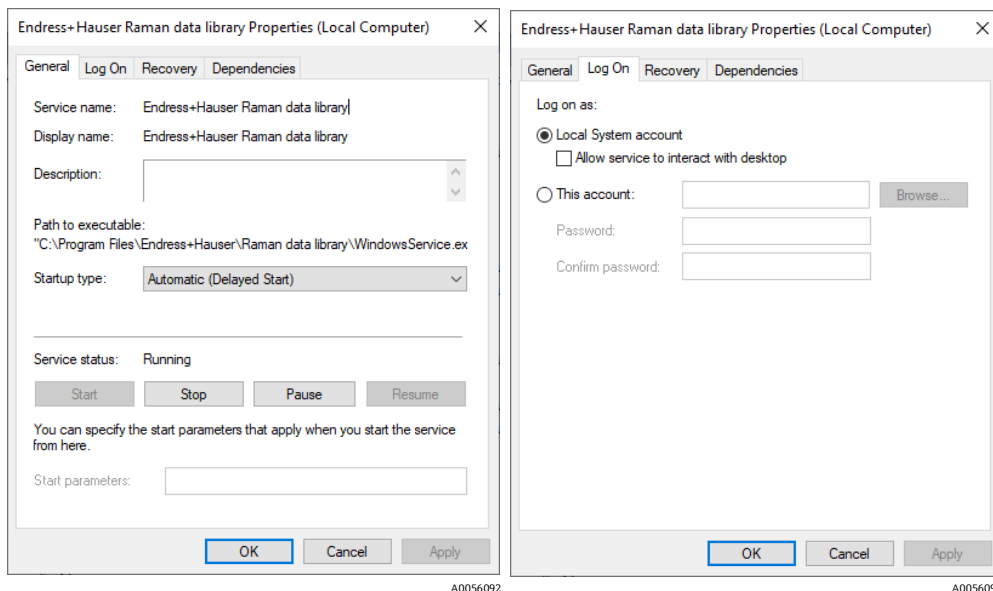 Endress+Hauser Raman data library Properties (Local Computer)
General Log On Recovery Dependencies
Service name: Endress+Hauser Raman data library
Display name: Endress+Hauser Raman data library
Description:
Path to executable:
"C:\Program Files\Endress+Hauser\Raman data library\WindowsService.ex
Startup type: Automatic (Delayed Start)
Service status: Running
Start Stop Pause Resume
You can specify the start parameters that apply when you start the service
from here.
Start parameters:
OK Cancel Apply
A0056092
Endress+Hauser Raman data library Properties (Local Computer)
General Log On Recovery Dependencies
Log on as:
Local System account
Allow service to interact with desktop
This account: Browse...
Password:
Confirm password:
OK Cancel Apply